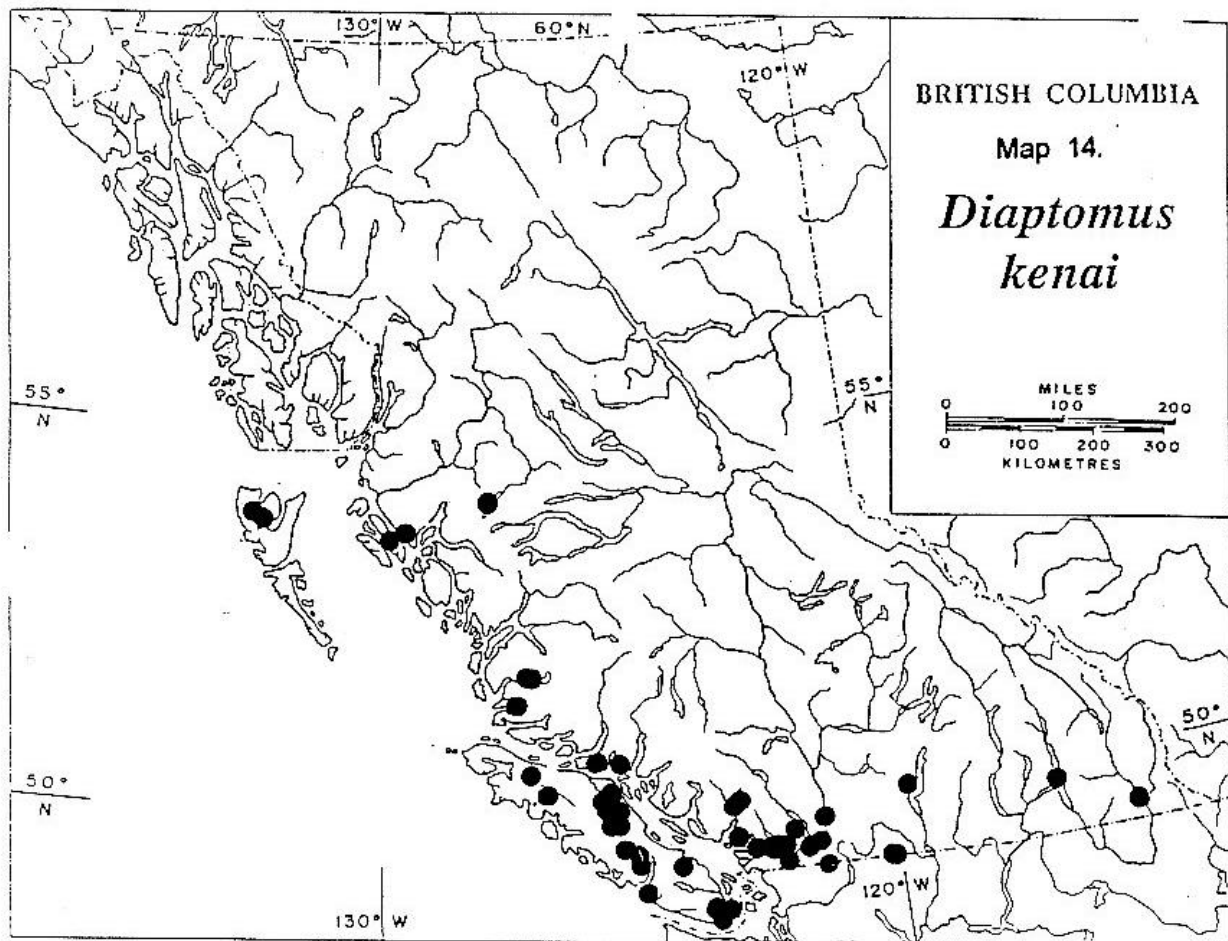 130° W
60° N
120° W
BRITISH COLUMBIA
Map 14.
Diaptomus
kenai
MILES
0 100 200
0 100 200 300
KILOMETRES
55°
N
55°
N
50°
N
50°
N
130° W
120° W